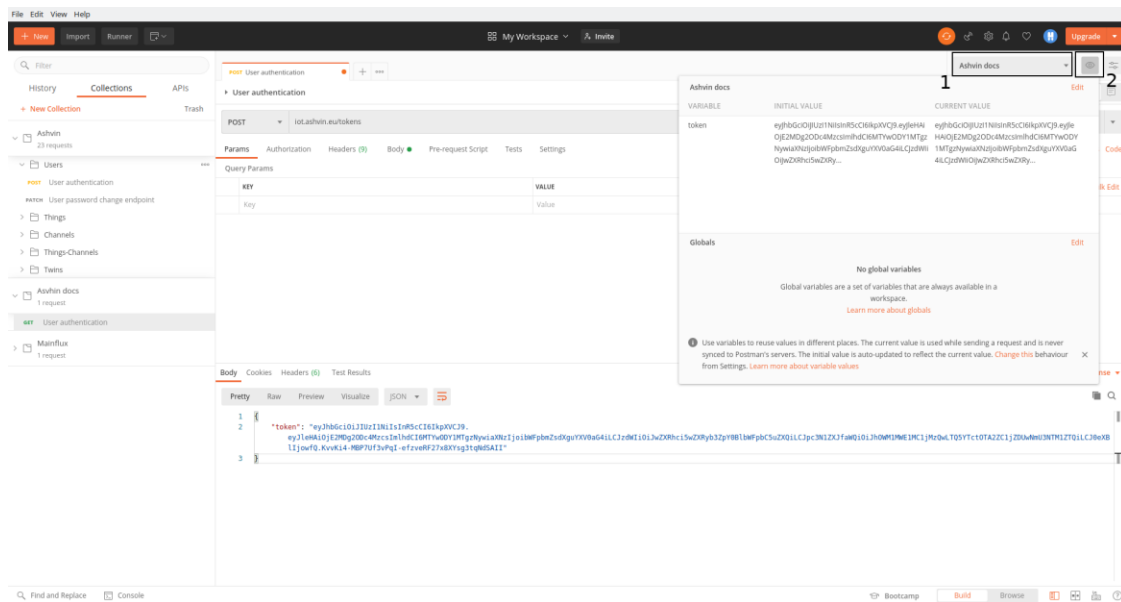 File Edit View Help
+ New Import Runner My Workspace Invite Upgrade
Filter
History Collections APIs
+ New Collection Trash
Ashvin
23 requests
Users
POST User authentication
PATCH User password change endpoint
Things
Channels
Things-Channels
Twins
Asvhin docs
1 request
GET User authentication
Mainflux
1 request
POST User authentication
User authentication
POST iot.ashvin.eu/tokens
Params Authorization Headers (9) Body Pre-request Script Tests Settings Code
Query Params
KEY VALUE lk Edit
Key Value
Ashvin docs
1 2
Ashvin docs Edit
VARIABLE INITIAL VALUE CURRENT VALUE
token
Globals Edit
No global variables
Global variables are a set of variables that are always available in a
workspace.
Learn more about globals
Use variables to reuse values in different places. The current value is used while sending a request and is never
synced to Postman's servers. The initial value is auto-updated to reflect the current value. Change this behaviour
from Settings. Learn more about variable values
Body Cookies Headers (6) Test Results nse
Pretty Raw Preview Visualize JSON
1 {
2 "token":
3 }
Find and Replace Console Bootcamp Build Browse